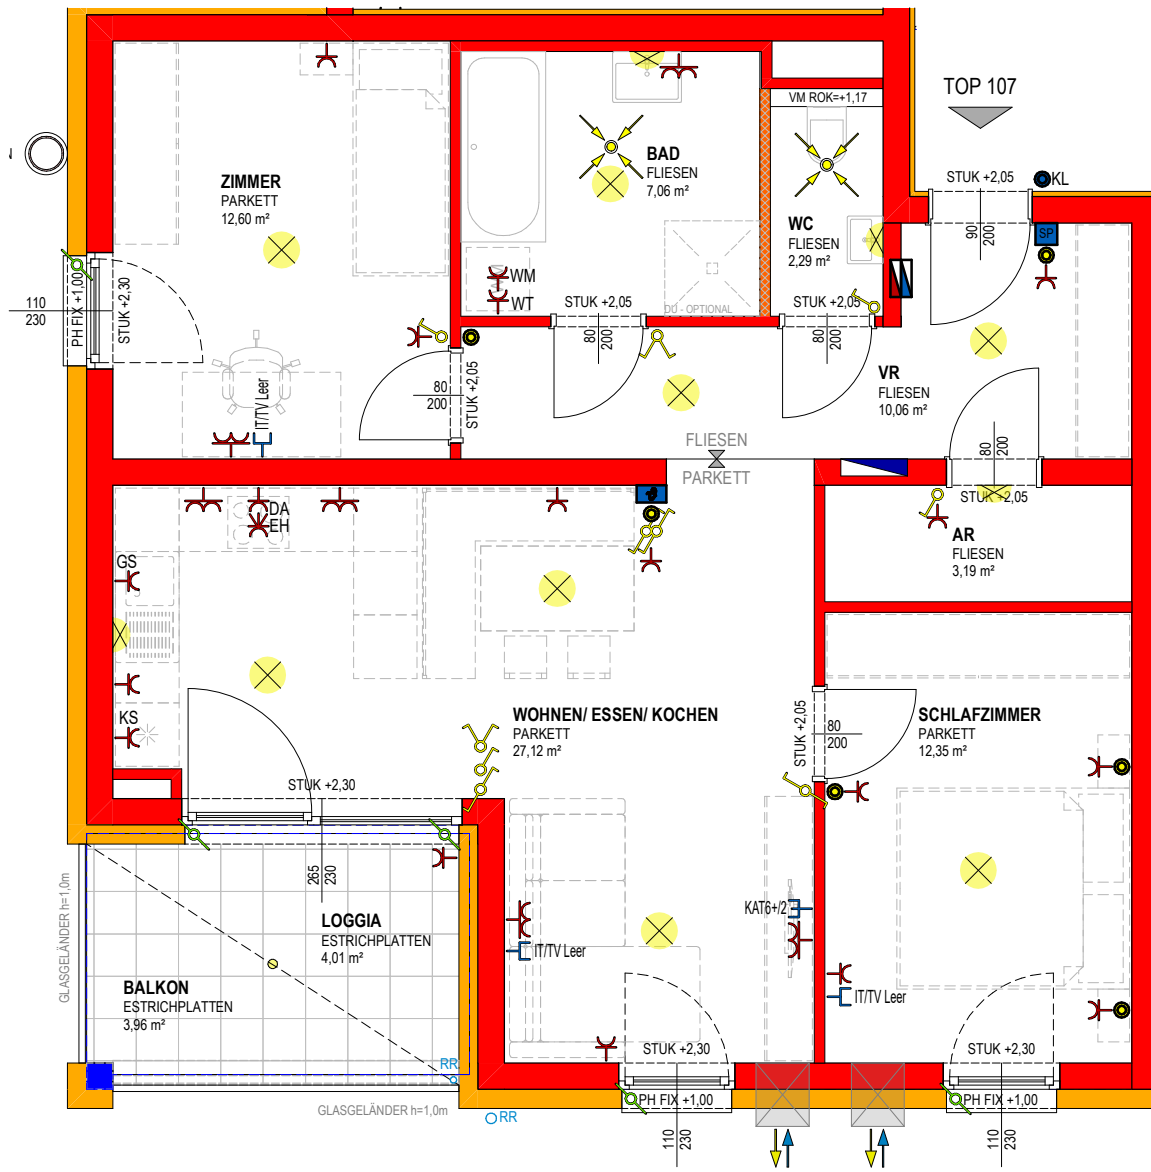 TOP 107
VM ROK=+1,17
BAD
FLIESEN
7,06 m²
ZIMMER
PARKETT
12,60 m²
STUK +2,05
KL
90
200
SP
WC
FLIESEN
2,29 m²
WM
WT
STUK +2,05
80
200
DU - OPTIONAL
STUK +2,05
80
200
110
230
PH FIX +1,00
STUK +2,30
IT/TV Leer
80
200
STUK +2,05
VR
FLIESEN
10,06 m²
FLIESEN
PARKETT
80
200
STUK +2,05
DA
EH
AR
FLIESEN
3,19 m²
GS
KS
WOHNEN/ ESSEN/ KOCHEN
PARKETT
27,12 m²
STUK +2,05
80
200
SCHLAFZIMMER
PARKETT
12,35 m²
STUK +2,30
265
230
GLASGELÄNDER h=1,0m
LOGGIA
ESTRICHPLATTEN
4,01 m²
BALKON
ESTRICHPLATTEN
3,96 m²
KAT6+/2
IT/TV Leer
IT/TV Leer
STUK +2,30
STUK +2,30
RR
PH FIX +1,00
PH FIX +1,00
GLASGELÄNDER h=1,0m
RR
110
230
110
230